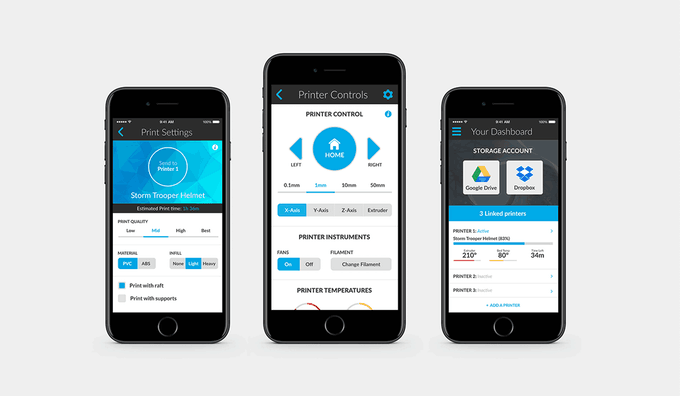 9:41 AM
100%
Print Settings
Send to
Printer 1
Storm Trooper Helmet
Estimated Print time: 1h 36m
PRINT QUALITY
Low Mid High Best
MATERIAL INFILL
PVC ABS None Light Heavy
Print with raft
Print with supports
Printer Controls
PRINTER CONTROL
LEFT HOME RIGHT
0.1mm 1mm 10mm 50mm
X-Axis Y-Axis Z-Axis Extruder
PRINTER INSTRUMENTS
FANS FILAMENT
On Off Change Filament
PRINTER TEMPERATURES
9:41 AM
100%
Your Dashboard
STORAGE ACCOUNT
Google Drive Dropbox
3 Linked printers
PRINTER 1: Active
Storm Trooper Helmet (83%)
Extruder Bed Temp Time Left
210° 80° 34m
PRINTER 2: Inactive
PRINTER 3: Inactive
+ ADD A PRINTER